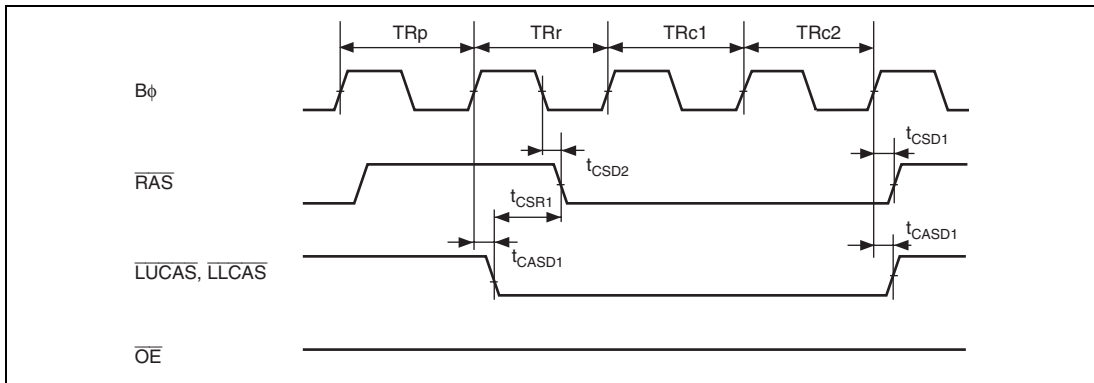 TRp TRr TRc1 TRc2
Bϕ
tCSD2 tCSD1
RAS
tCSR1
tCASD1 tCASD1
LUCAS, LLCAS
OE